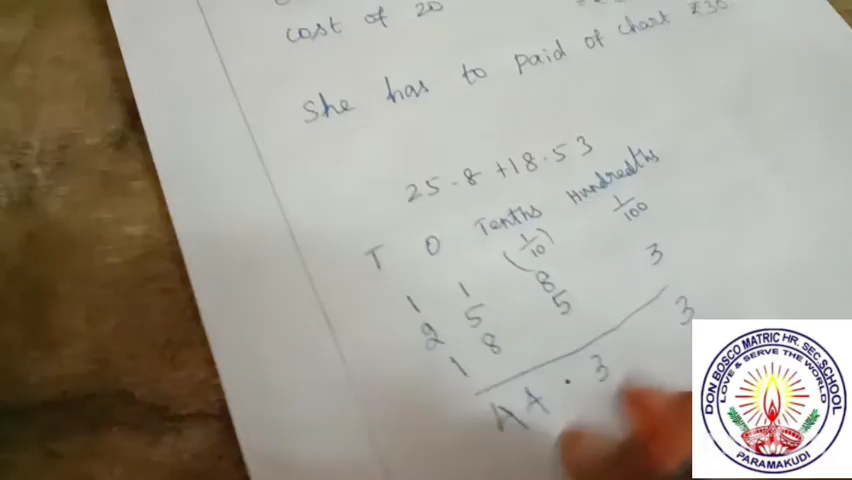 cost of 20
She has to paid of chart ₹30
25.8 + 18.53
T O Tenths Hundredths
(1/10) 1/100
1 1
2 5 8
1 8 5 3
44.3 3
DON BOSCO MATRIC HR. SEC. SCHOOL
LOVE & SERVE THE WORLD
PARAMAKUDI